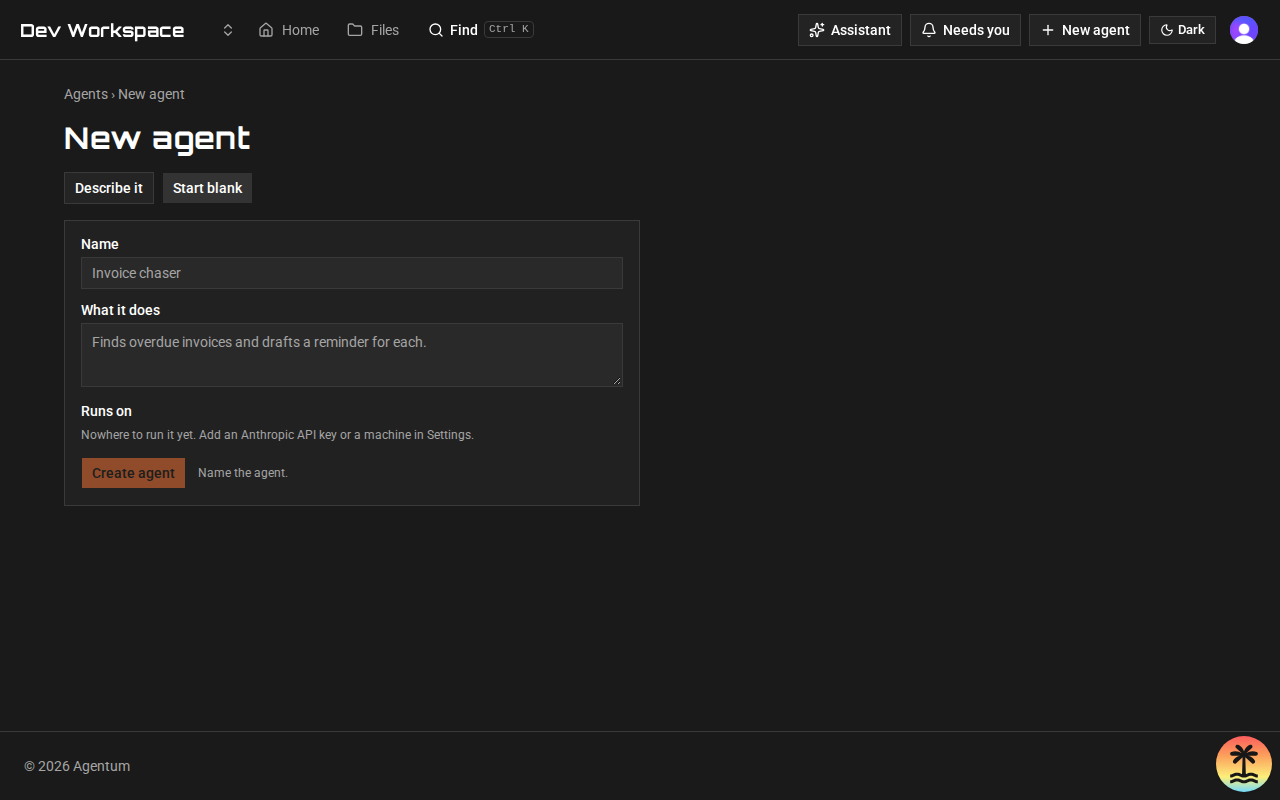 Dev Workspace
Home
Files
Find Ctrl K
Assistant
Needs you
New agent
Dark
Agents › New agent
New agent
Describe it
Start blank
Name
Invoice chaser
What it does
Finds overdue invoices and drafts a reminder for each.
Runs on
Nowhere to run it yet. Add an Anthropic API key or a machine in Settings.
Create agent
Name the agent.
© 2026 Agentum